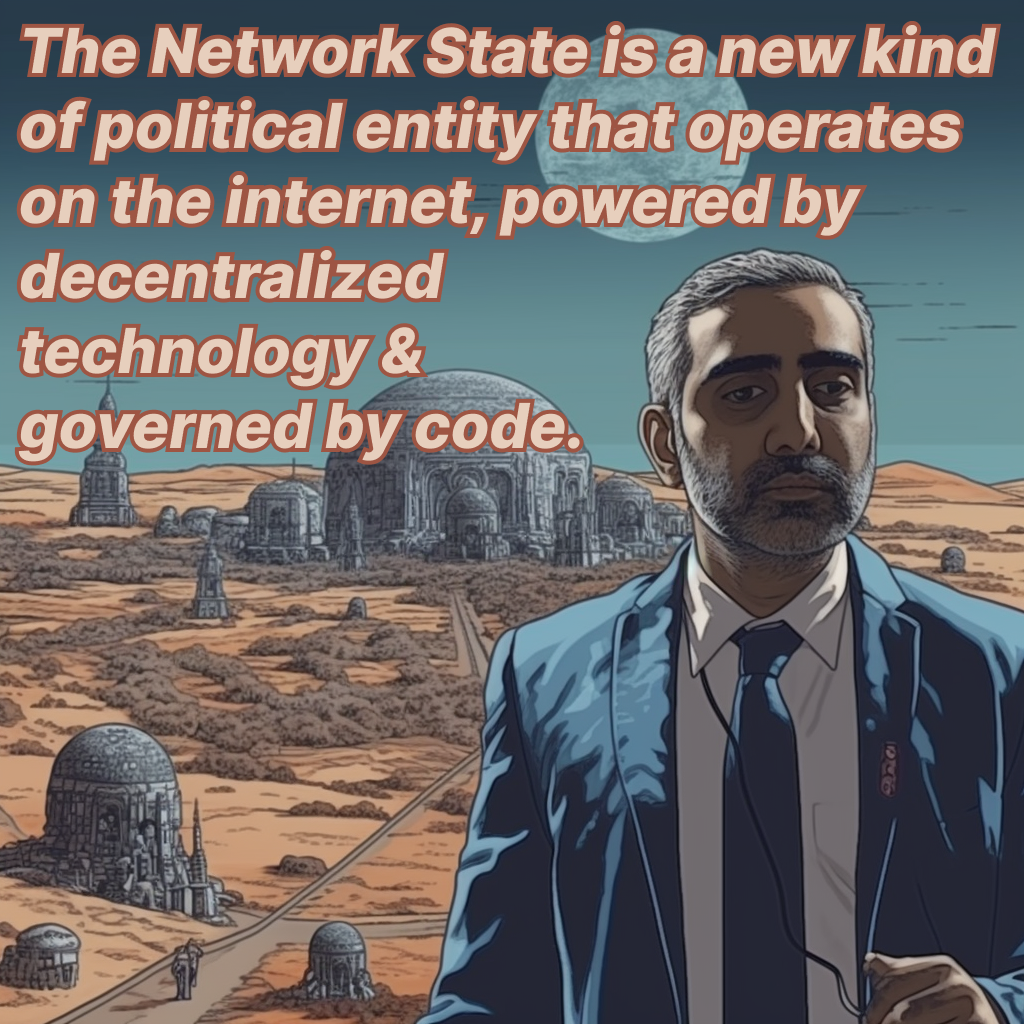 The Network State is a new kind
of political entity that operates
on the internet, powered by
decentralized
technology &
governed by code.